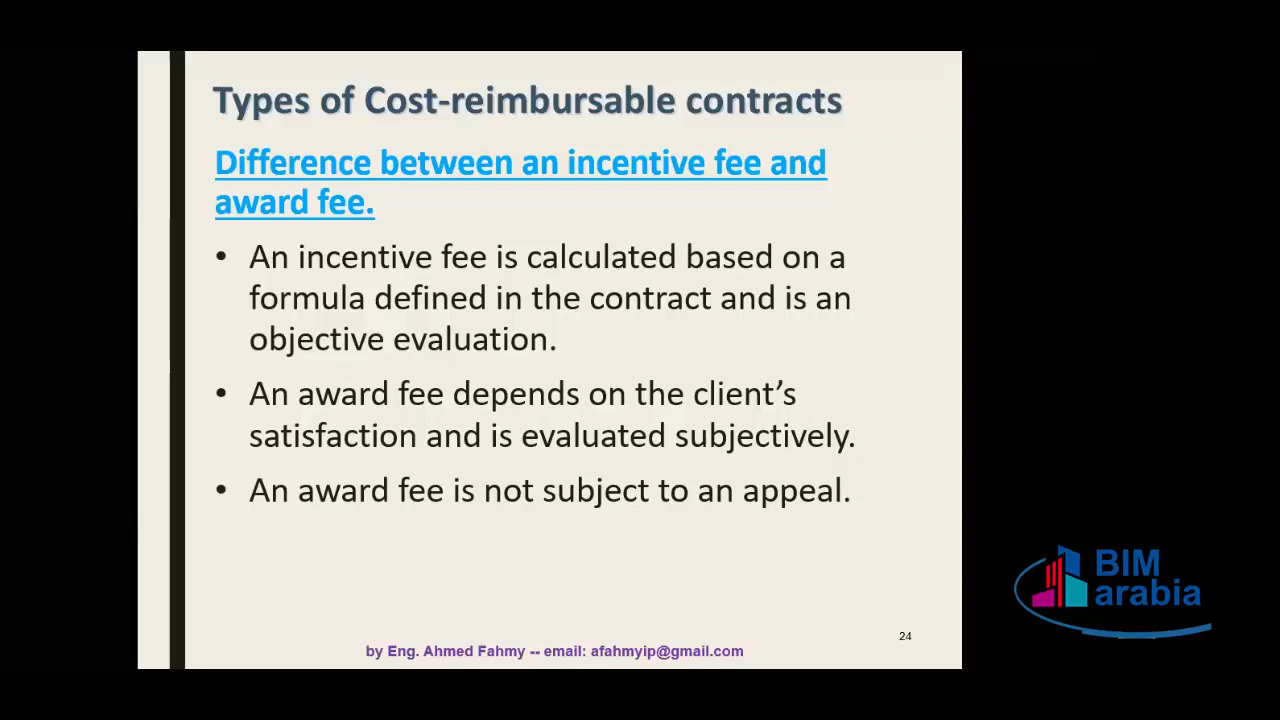 Types of Cost-reimbursable contracts
Difference between an incentive fee and
award fee.
• An incentive fee is calculated based on a
formula defined in the contract and is an
objective evaluation.
• An award fee depends on the client’s
satisfaction and is evaluated subjectively.
• An award fee is not subject to an appeal.
BIM
arabia
24
by Eng. Ahmed Fahmy -- email: afahmyip@gmail.com